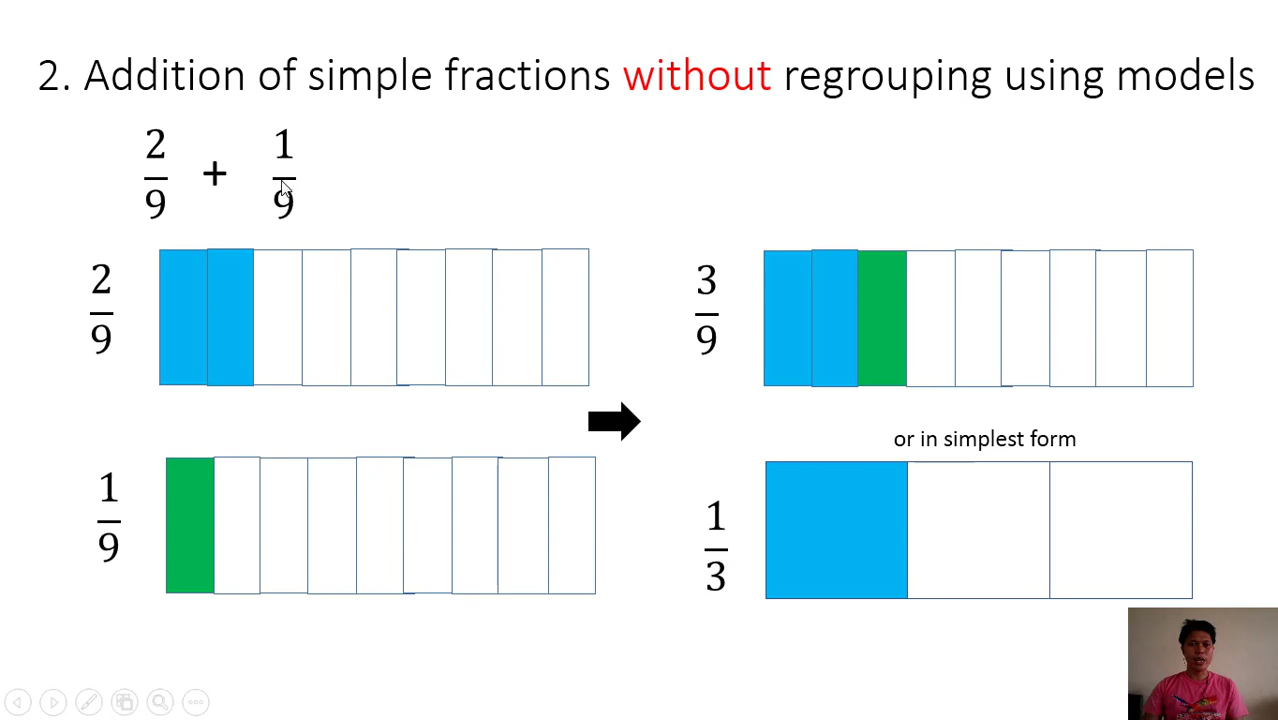 2. Addition of simple fractions without regrouping using models
2/9 + 1/9
2/9
3/9
or in simplest form
1/9
1/3